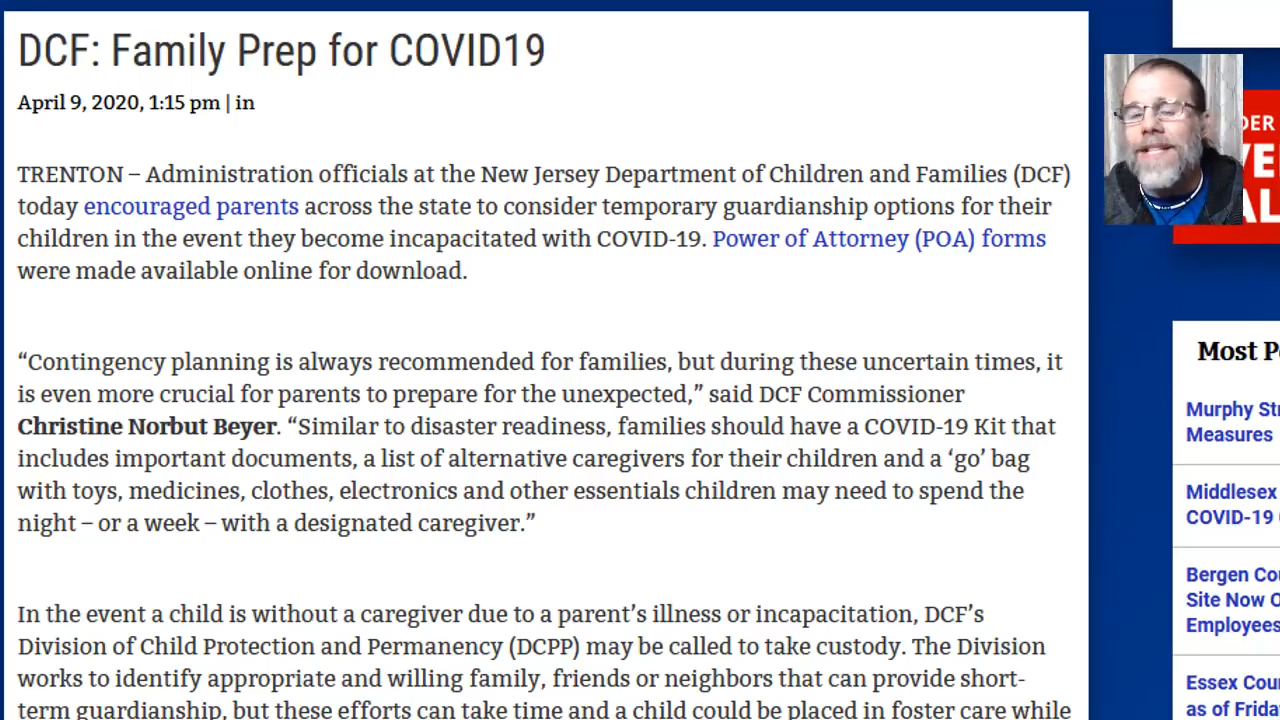 DCF: Family Prep for COVID19
April 9, 2020, 1:15 pm | in
TRENTON – Administration officials at the New Jersey Department of Children and Families (DCF)
today encouraged parents across the state to consider temporary guardianship options for their
children in the event they become incapacitated with COVID-19. Power of Attorney (POA) forms
were made available online for download.
“Contingency planning is always recommended for families, but during these uncertain times, it
is even more crucial for parents to prepare for the unexpected,” said DCF Commissioner
Christine Norbut Beyer. “Similar to disaster readiness, families should have a COVID-19 Kit that
includes important documents, a list of alternative caregivers for their children and a ‘go’ bag
with toys, medicines, clothes, electronics and other essentials children may need to spend the
night – or a week – with a designated caregiver.”
In the event a child is without a caregiver due to a parent’s illness or incapacitation, DCF’s
Division of Child Protection and Permanency (DCPP) may be called to take custody. The Division
works to identify appropriate and willing family, friends or neighbors that can provide short-
term guardianship, but these efforts can take time and a child could be placed in foster care while
Most
Murphy
Measures
Middlesex
COVID-19
Bergen
Site Now
Employees
Essex
as of